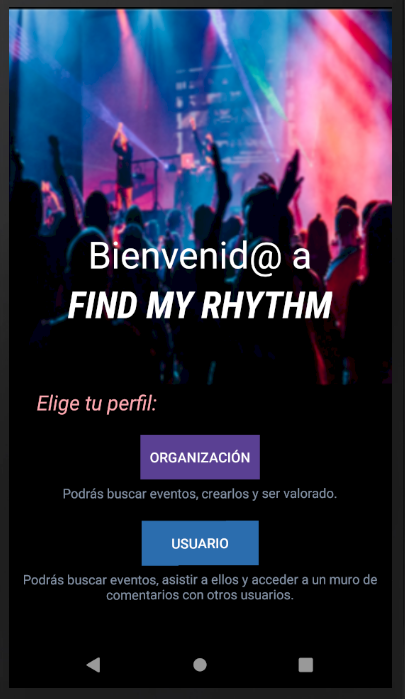 Bienvenid@ a
FIND MY RHYTHM
Elige tu perfil:
ORGANIZACIÓN
Podrás buscar eventos, crearlos y ser valorado.
USUARIO
Podrás buscar eventos, asistir a ellos y acceder a un muro de
comentarios con otros usuarios.